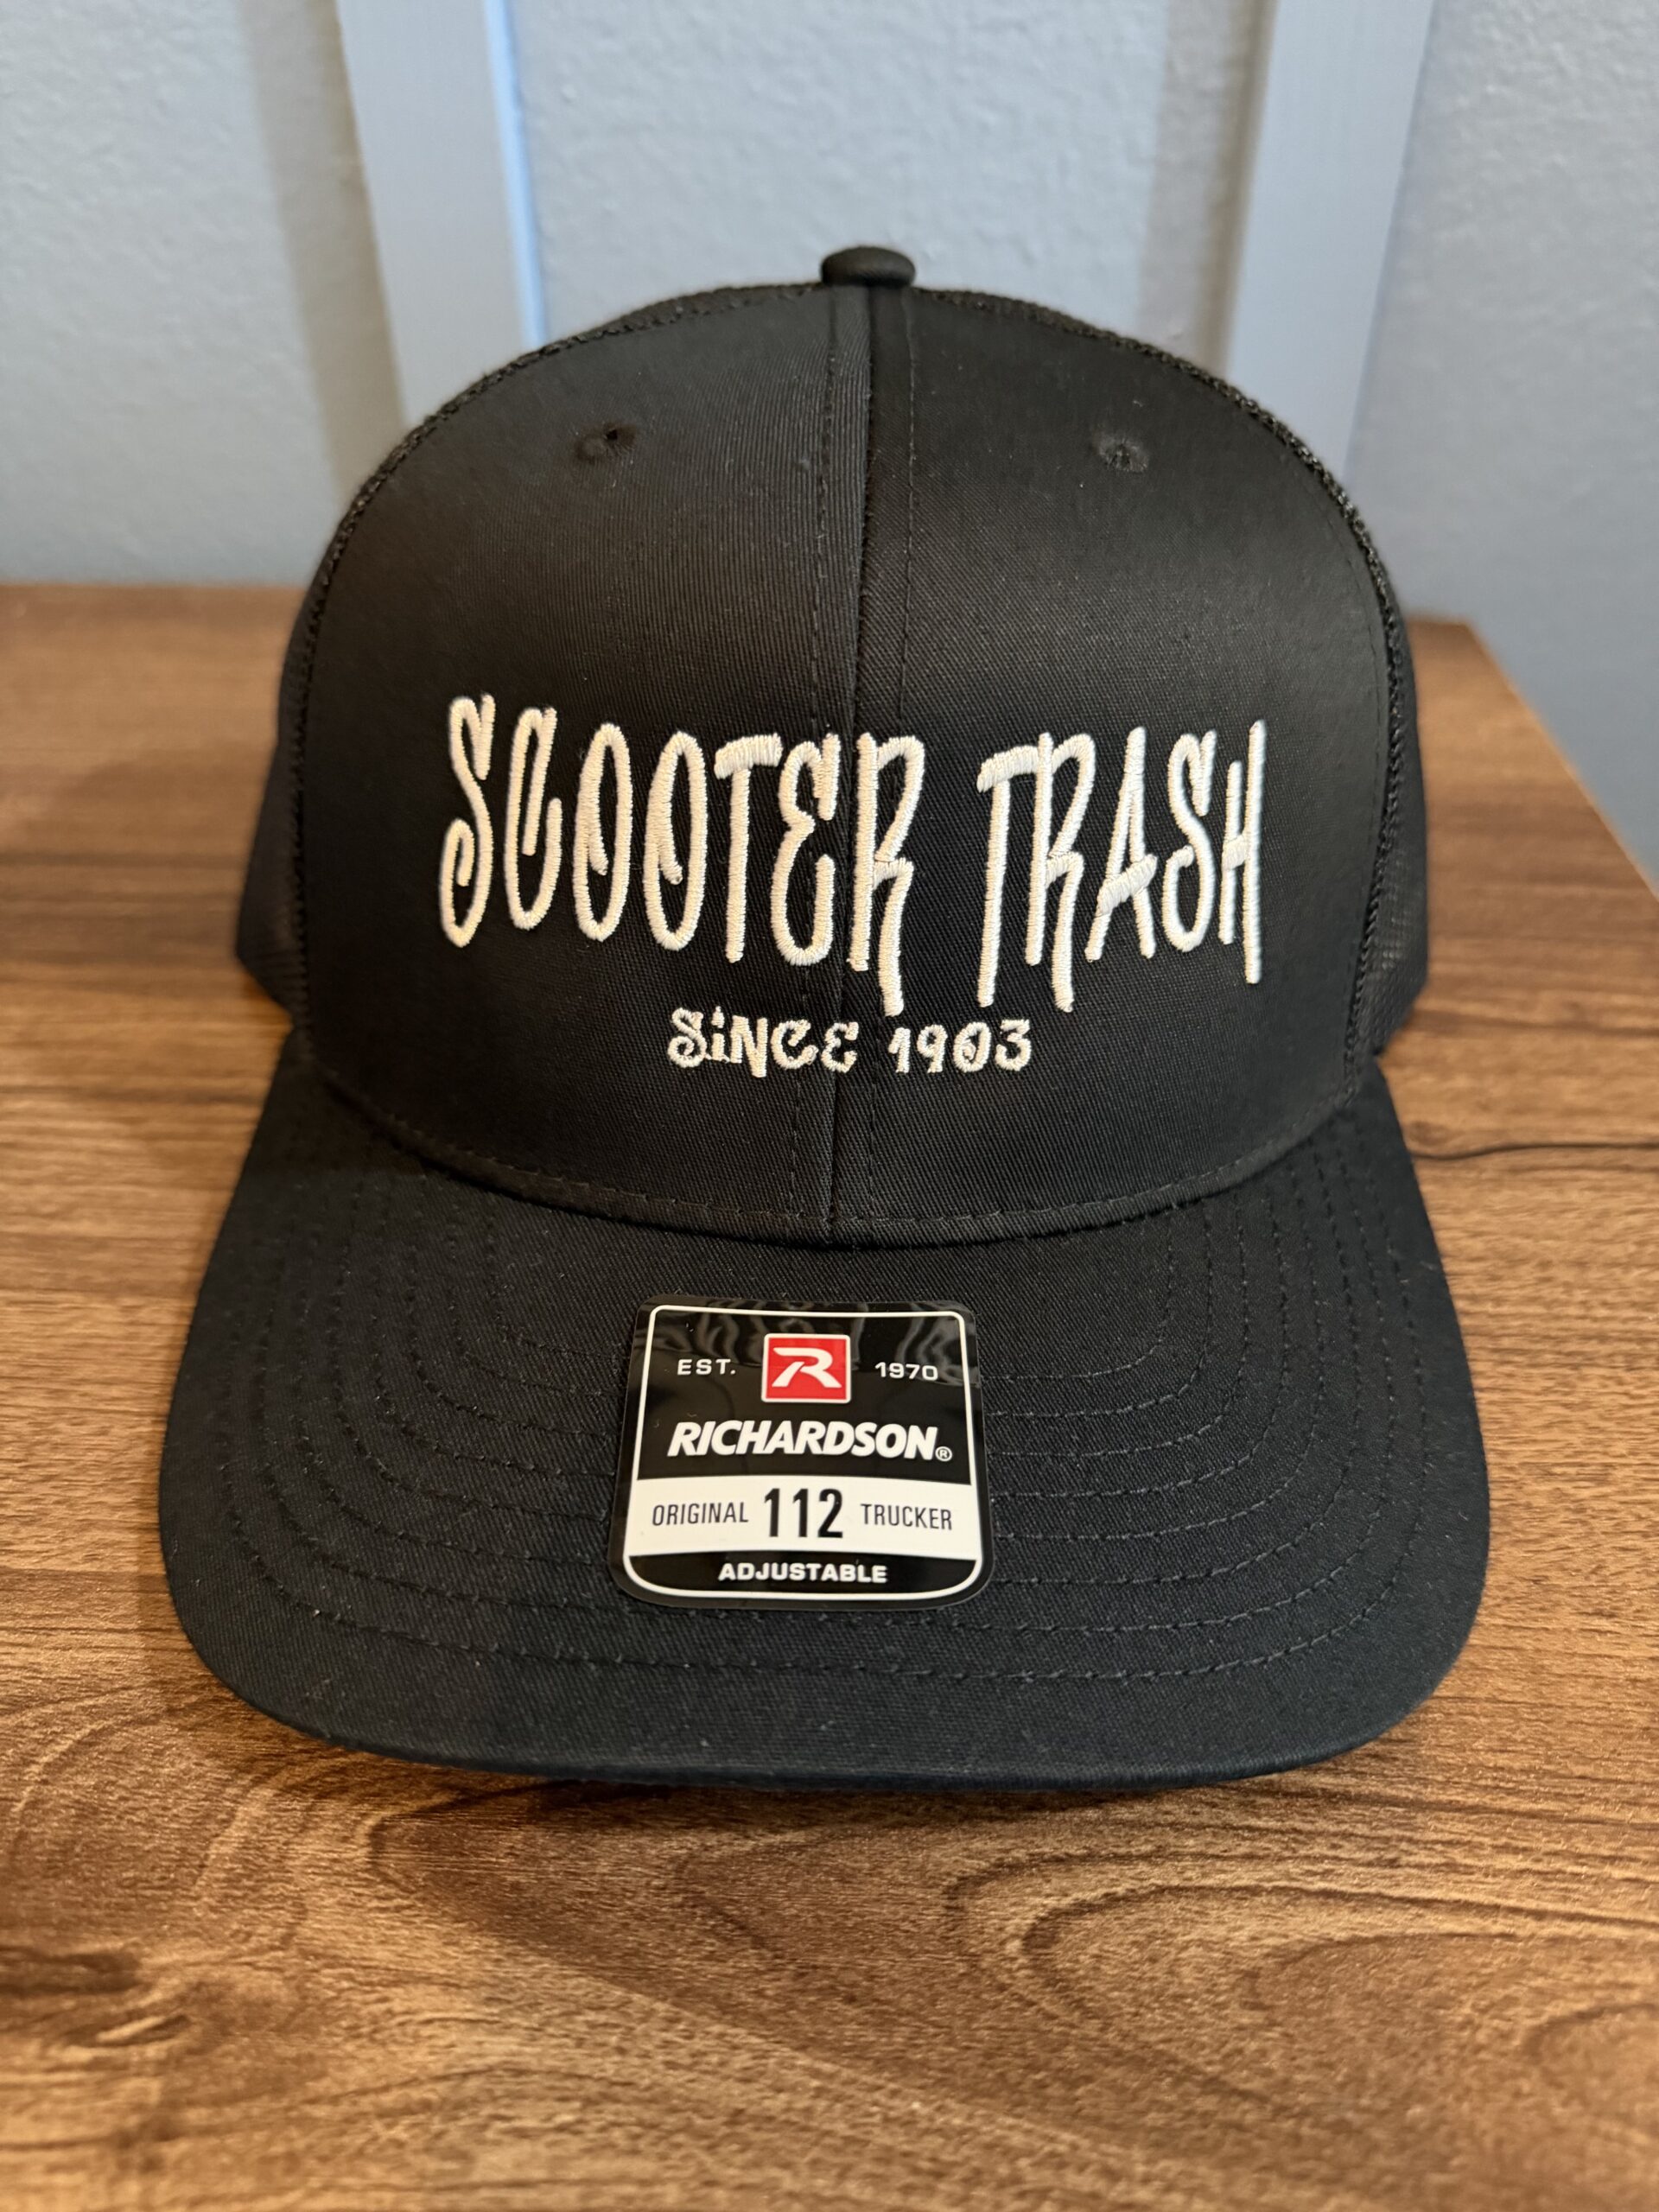 SCOOTER TRASH
SiNCE 1903
EST. R 1970
RICHARDSON®
ORIGINAL 112 TRUCKER
ADJUSTABLE